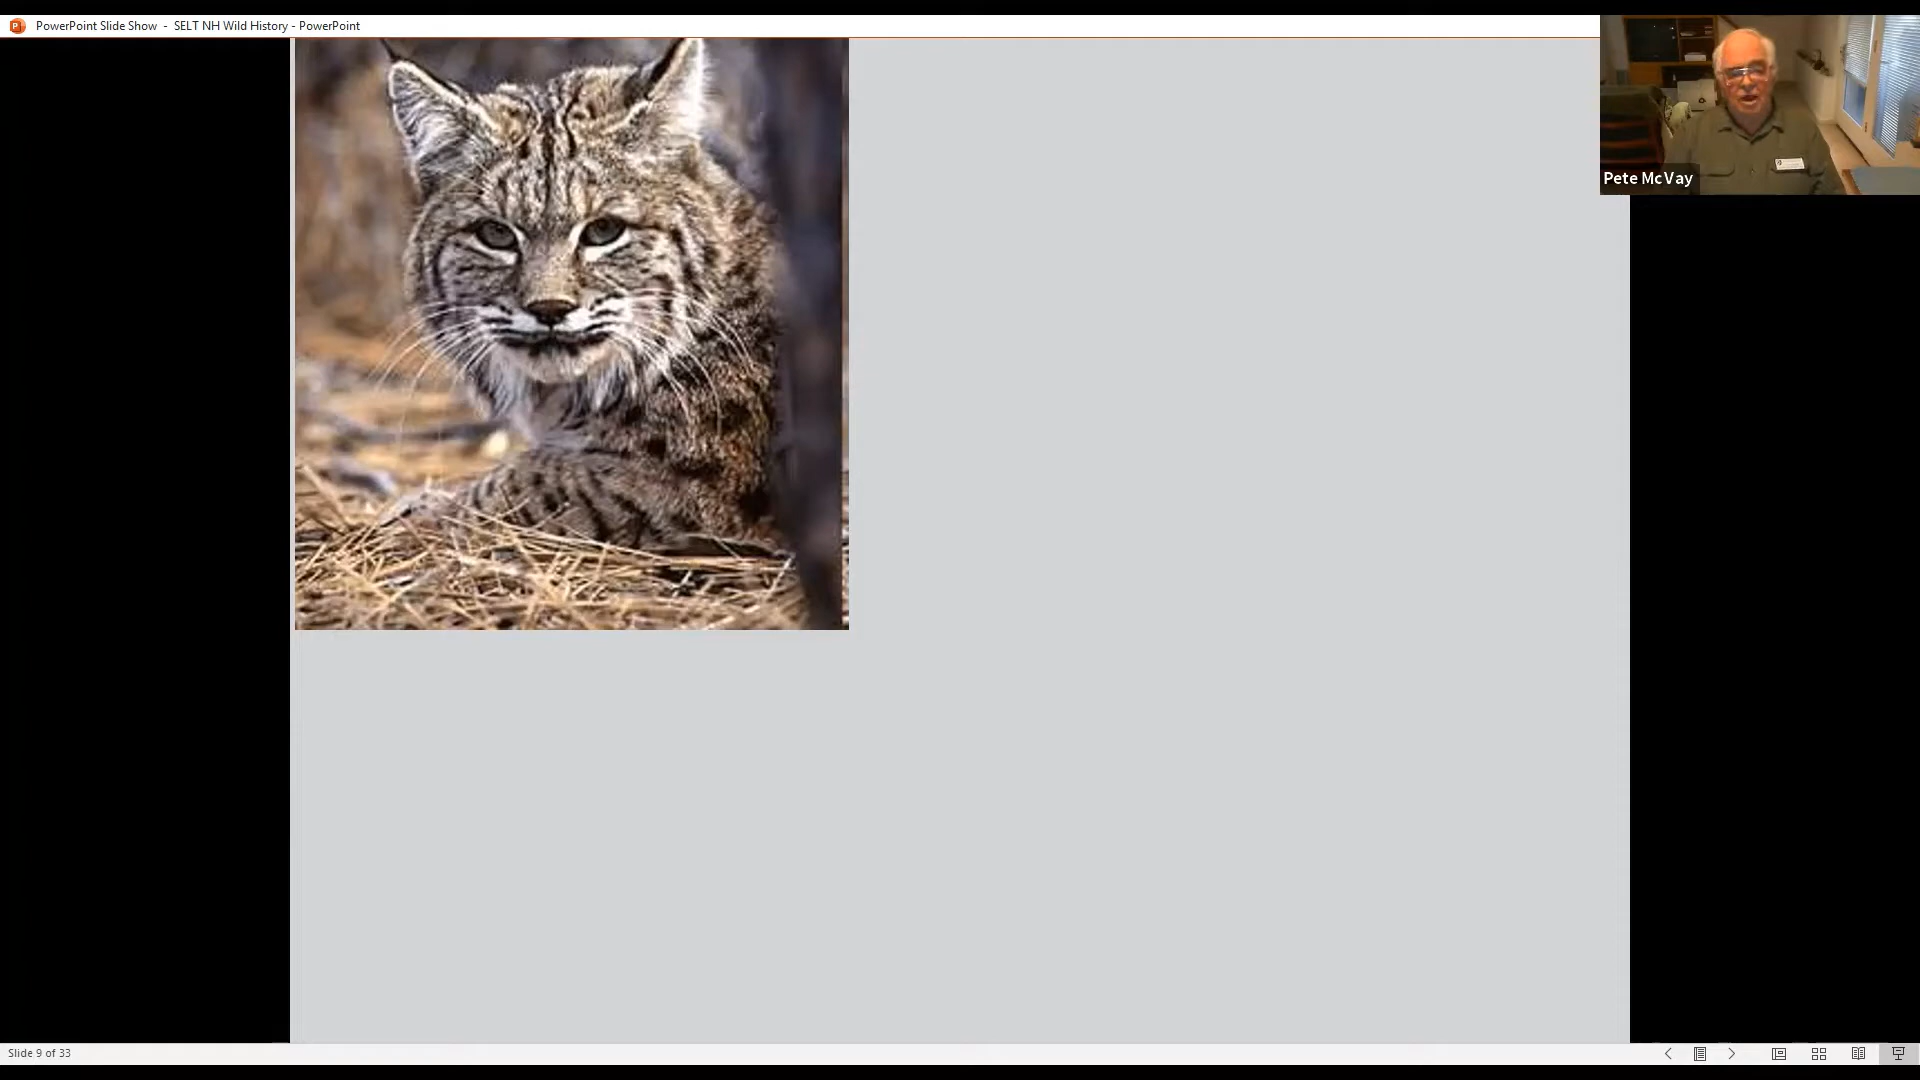 PowerPoint Slide Show - SELT NH Wild History - PowerPoint
Pete McVay
Slide 9 of 33